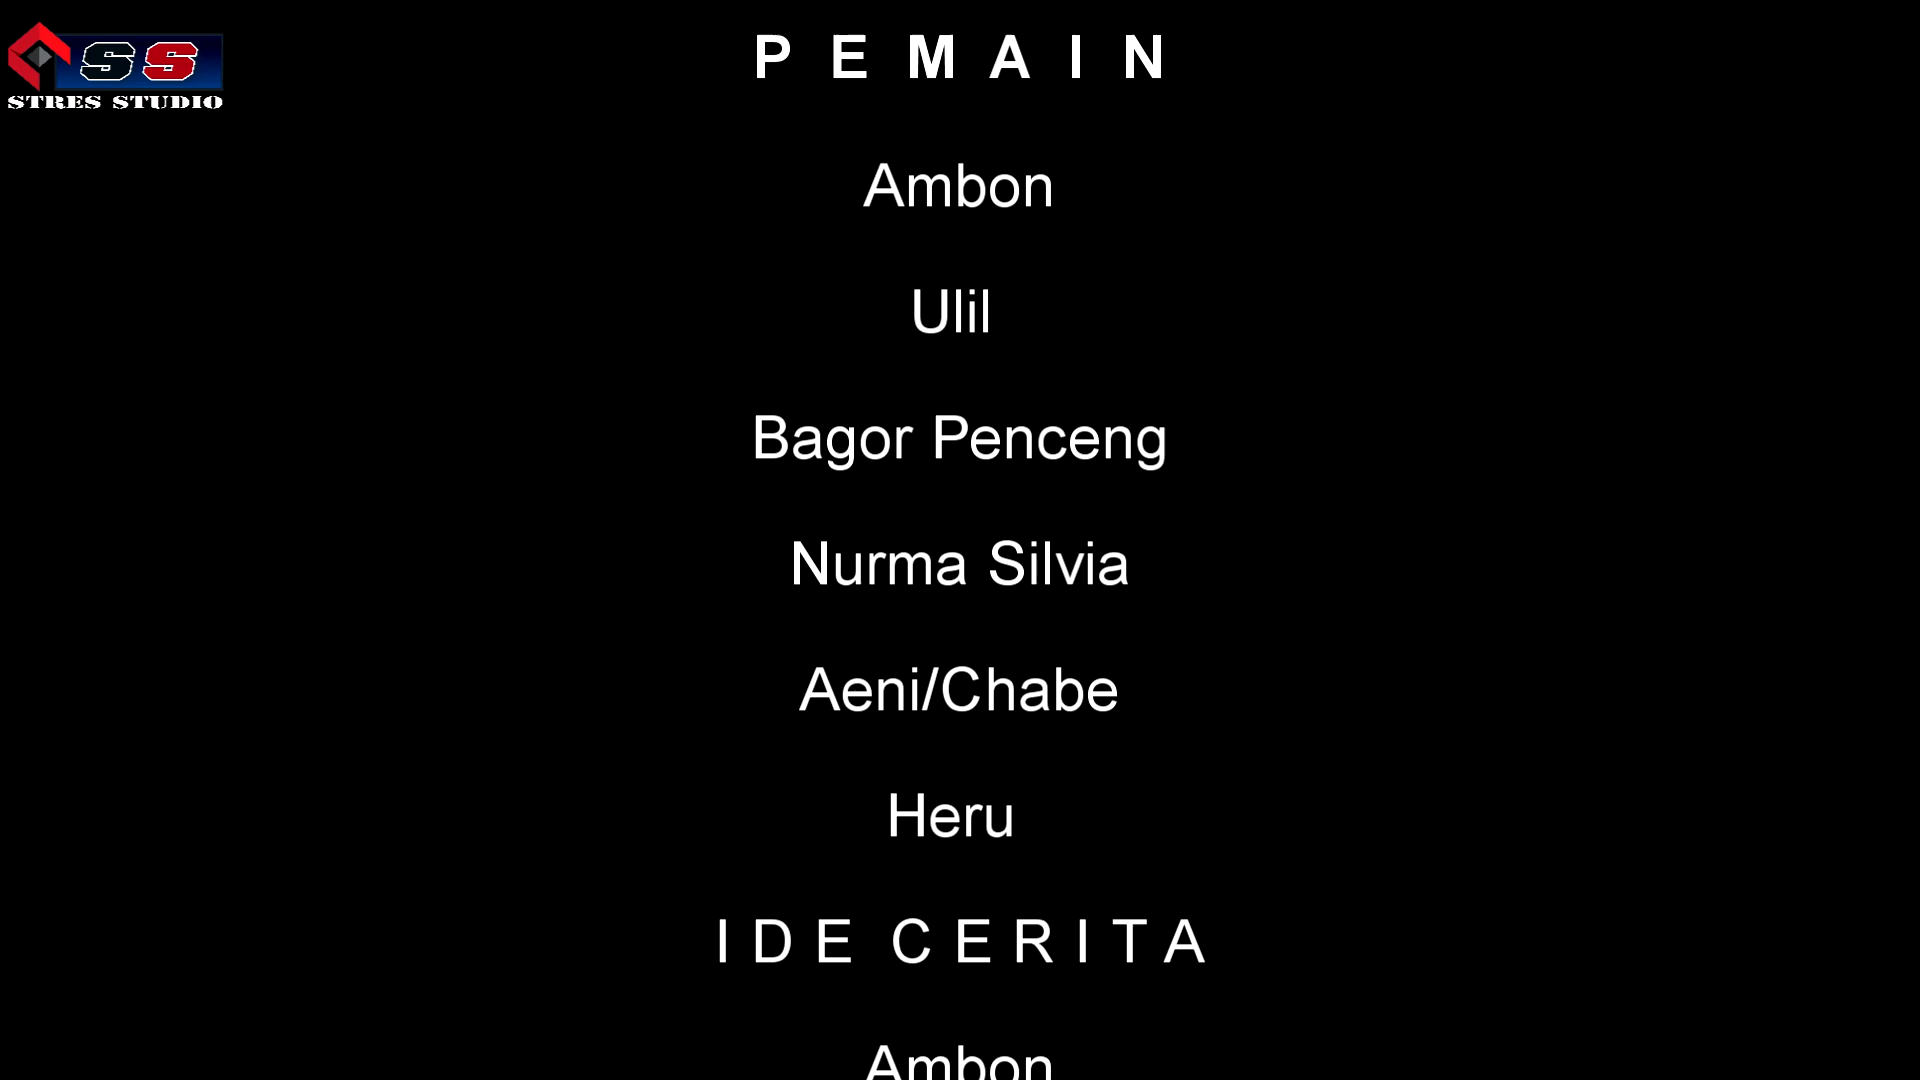 SS
STRES STUDIO
P E M A I N
Ambon
Ulil
Bagor Penceng
Nurma Silvia
Aeni/Chabe
Heru
I D E C E R I T A
Ambon